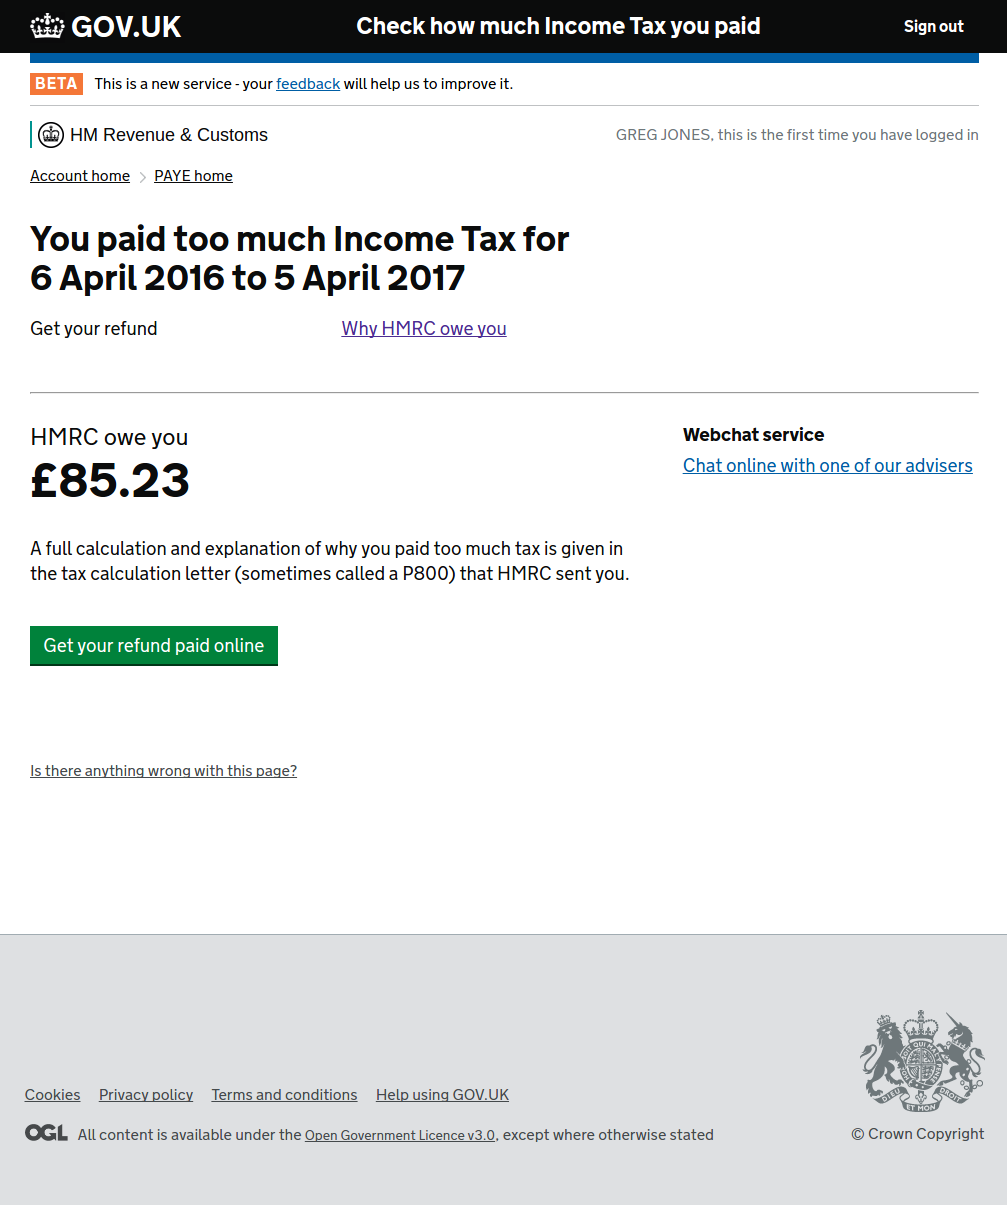 GOV.UK Check how much Income Tax you paid Sign out
BETA This is a new service - your feedback will help us to improve it.
HM Revenue & Customs GREG JONES, this is the first time you have logged in
Account home PAYE home
You paid too much Income Tax for
6 April 2016 to 5 April 2017
Get your refund Why HMRC owe you
HMRC owe you
£85.23
Webchat service
Chat online with one of our advisers
A full calculation and explanation of why you paid too much tax is given in
the tax calculation letter (sometimes called a P800) that HMRC sent you.
Get your refund paid online
Is there anything wrong with this page?
Cookies Privacy policy Terms and conditions Help using GOV.UK
OGL All content is available under the Open Government Licence v3.0, except where otherwise stated
DIEU ET MON DROIT
© Crown Copyright